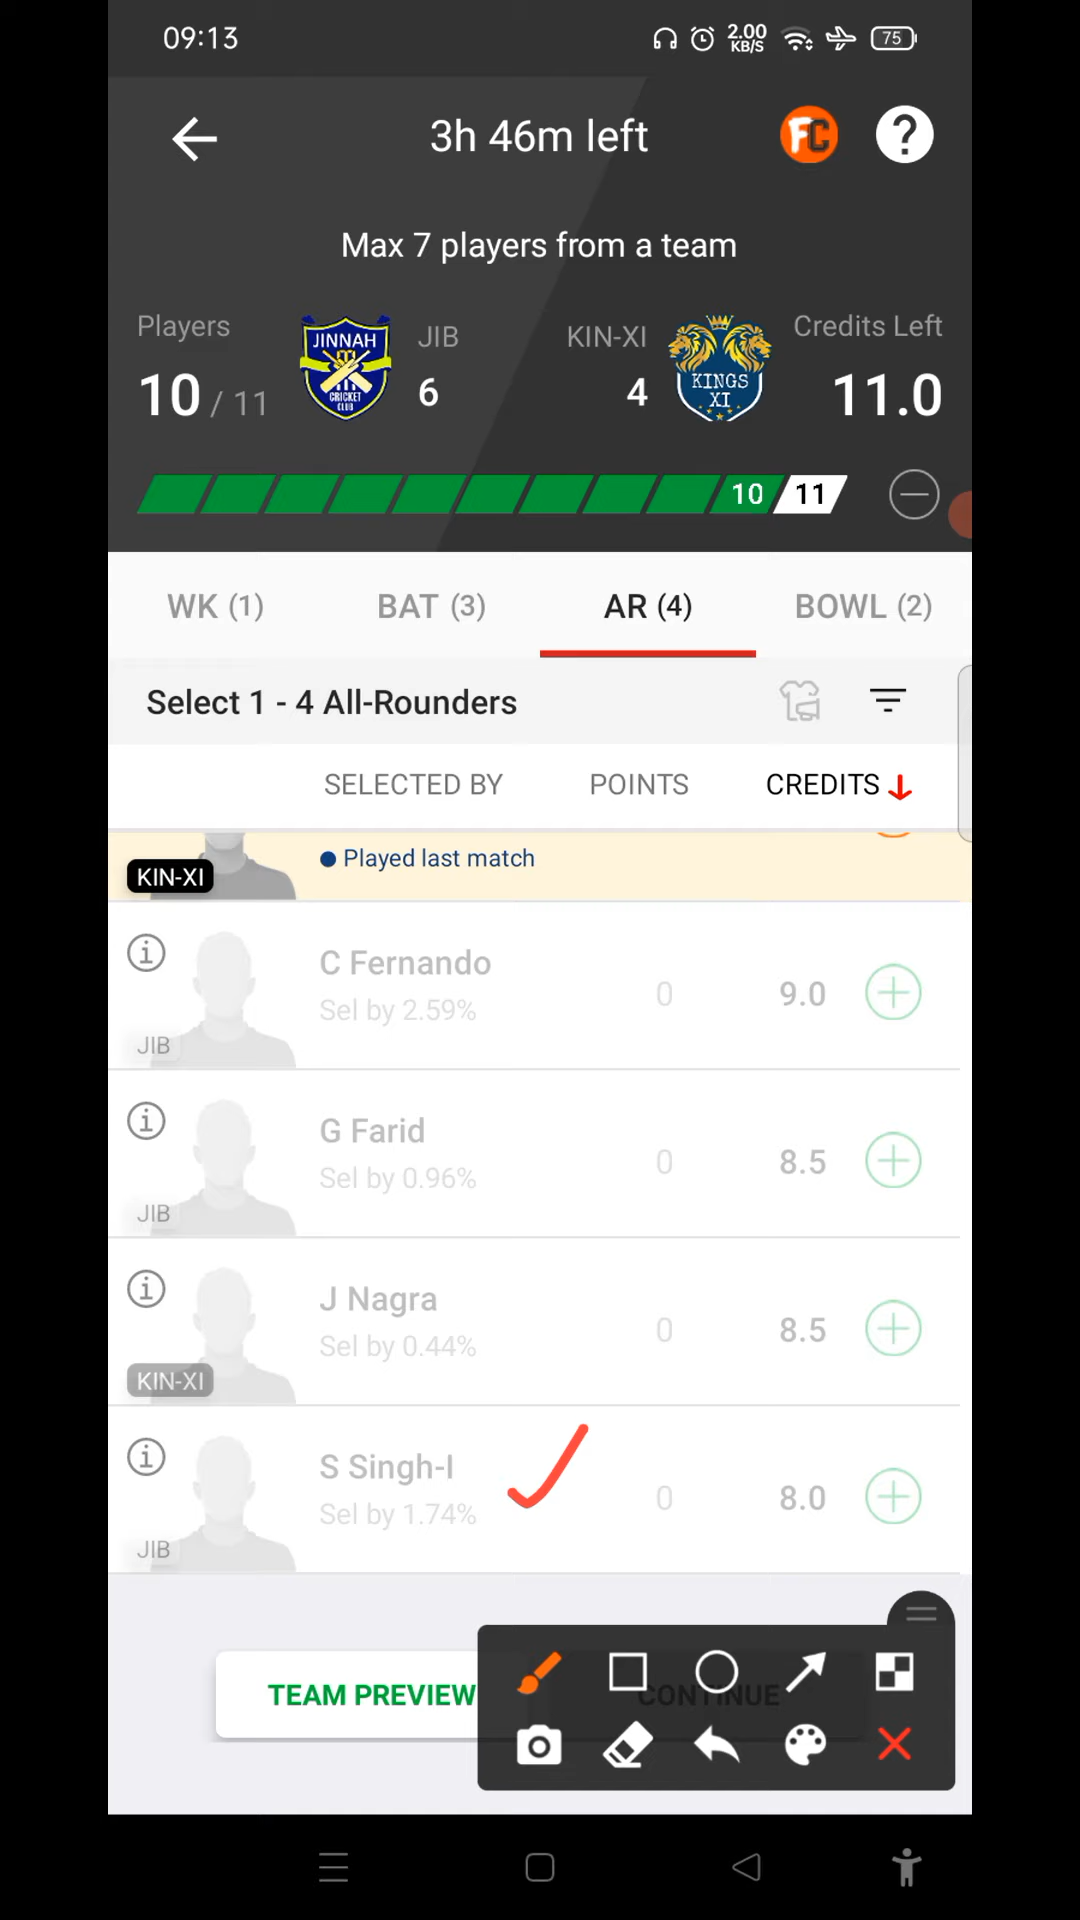 09:13
2.00 KB/S
75
3h 46m left
FC
?
Max 7 players from a team
Players
JIB
KIN-XI
Credits Left
JINNAH
CRICKET
CLUB
KINGS
XI
10 / 11
6
4
11.0
10
11
WK (1)
BAT (3)
AR (4)
BOWL (2)
Select 1 - 4 All-Rounders
SELECTED BY
POINTS
CREDITS
KIN-XI
Played last match
C Fernando
Sel by 2.59%
0
9.0
JIB
G Farid
Sel by 0.96%
0
8.5
JIB
J Nagra
Sel by 0.44%
0
8.5
KIN-XI
S Singh-I
Sel by 1.74%
0
8.0
JIB
TEAM PREVIEW
CONTINUE